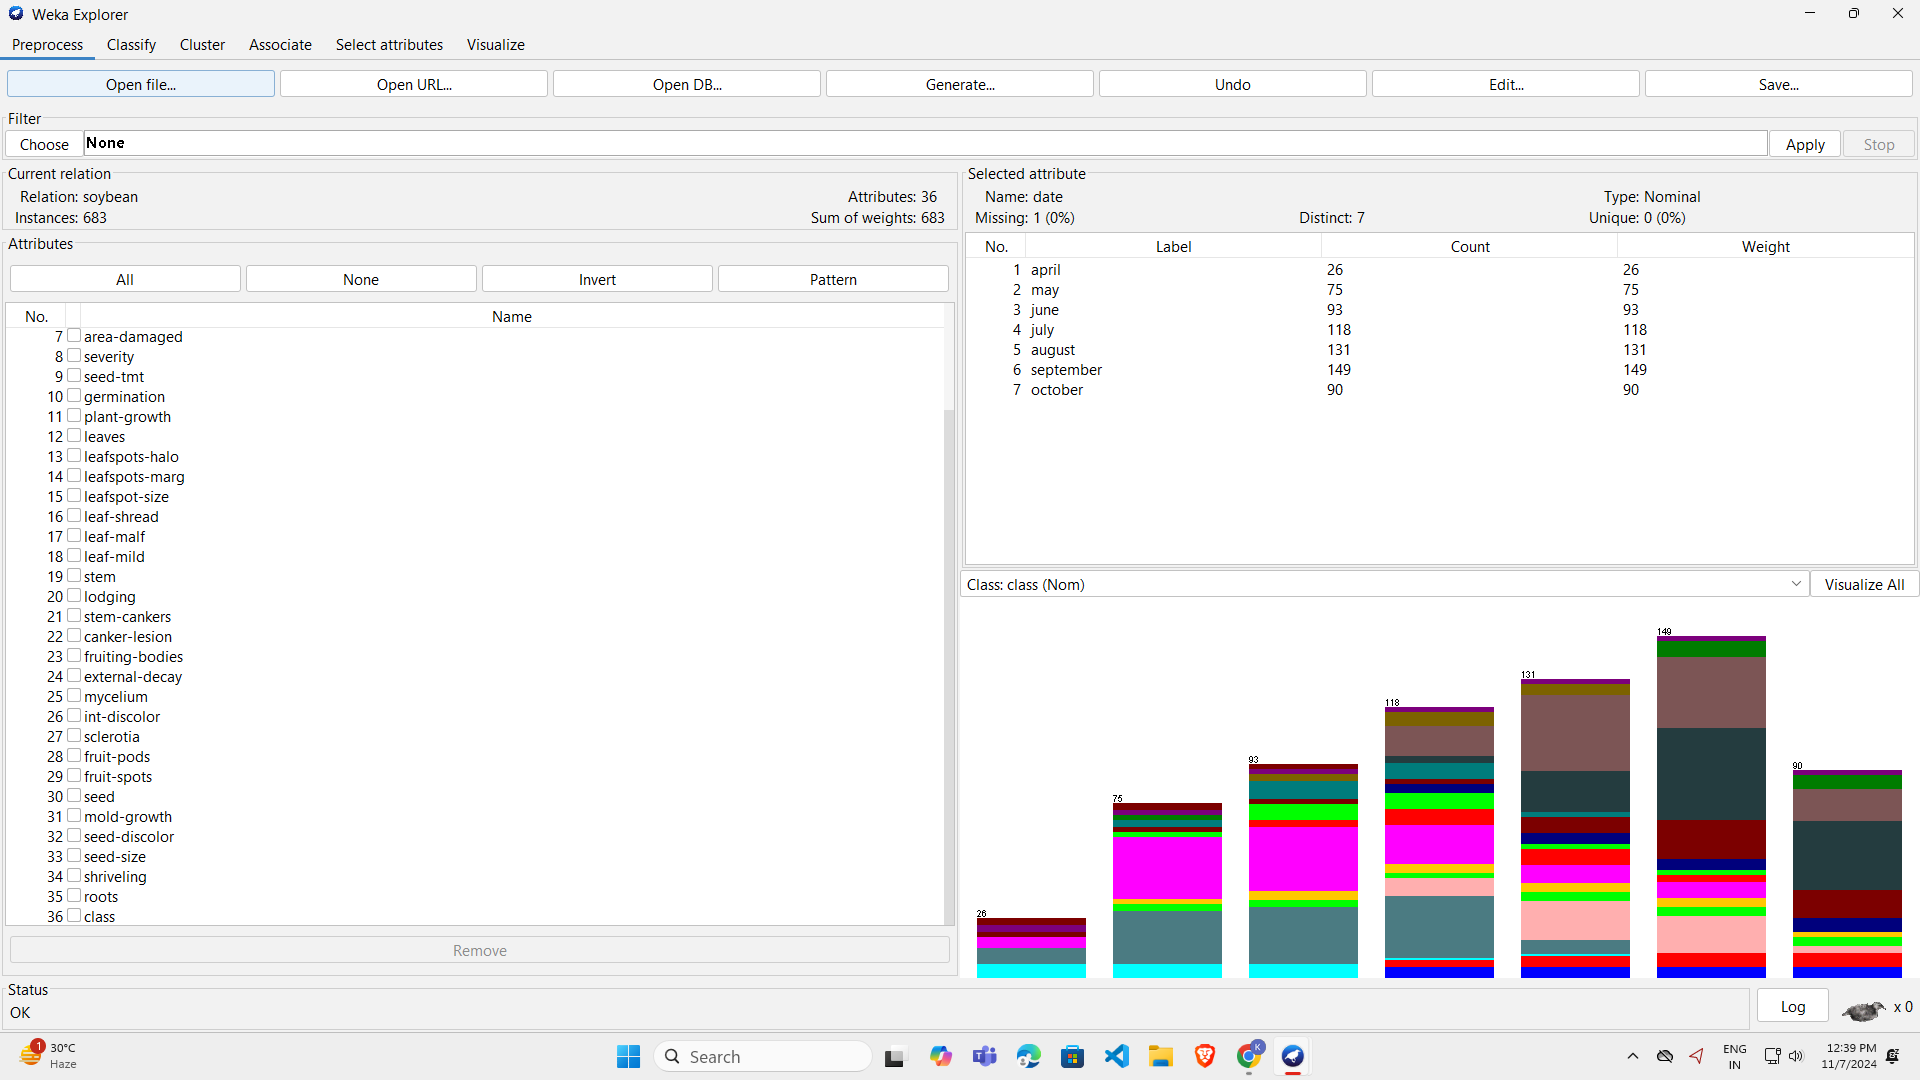 Weka Explorer
Preprocess Classify Cluster Associate Select attributes Visualize
Open file... Open URL... Open DB... Generate... Undo Edit... Save...
Filter
Choose None Apply Stop
Current relation
Relation: soybean Attributes: 36
Instances: 683 Sum of weights: 683
Attributes
All None Invert Pattern
No. Name
7 area-damaged
8 severity
9 seed-tmt
10 germination
11 plant-growth
12 leaves
13 leafspots-halo
14 leafspots-marg
15 leafspot-size
16 leaf-shread
17 leaf-malf
18 leaf-mild
19 stem
20 lodging
21 stem-cankers
22 canker-lesion
23 fruiting-bodies
24 external-decay
25 mycelium
26 int-discolor
27 sclerotia
28 fruit-pods
29 fruit-spots
30 seed
31 mold-growth
32 seed-discolor
33 seed-size
34 shriveling
35 roots
36 class
Remove
Selected attribute
Name: date Type: Nominal
Missing: 1 (0%) Distinct: 7 Unique: 0 (0%)
No. Label Count Weight
1 april 26 26
2 may 75 75
3 june 93 93
4 july 118 118
5 august 131 131
6 september 149 149
7 october 90 90
Class: class (Nom) Visualize All
26
75
93
118
131
149
90
Status
OK
Log x 0
1
30°C
Haze
Search
K
ENG
IN
12:39 PM
11/7/2024